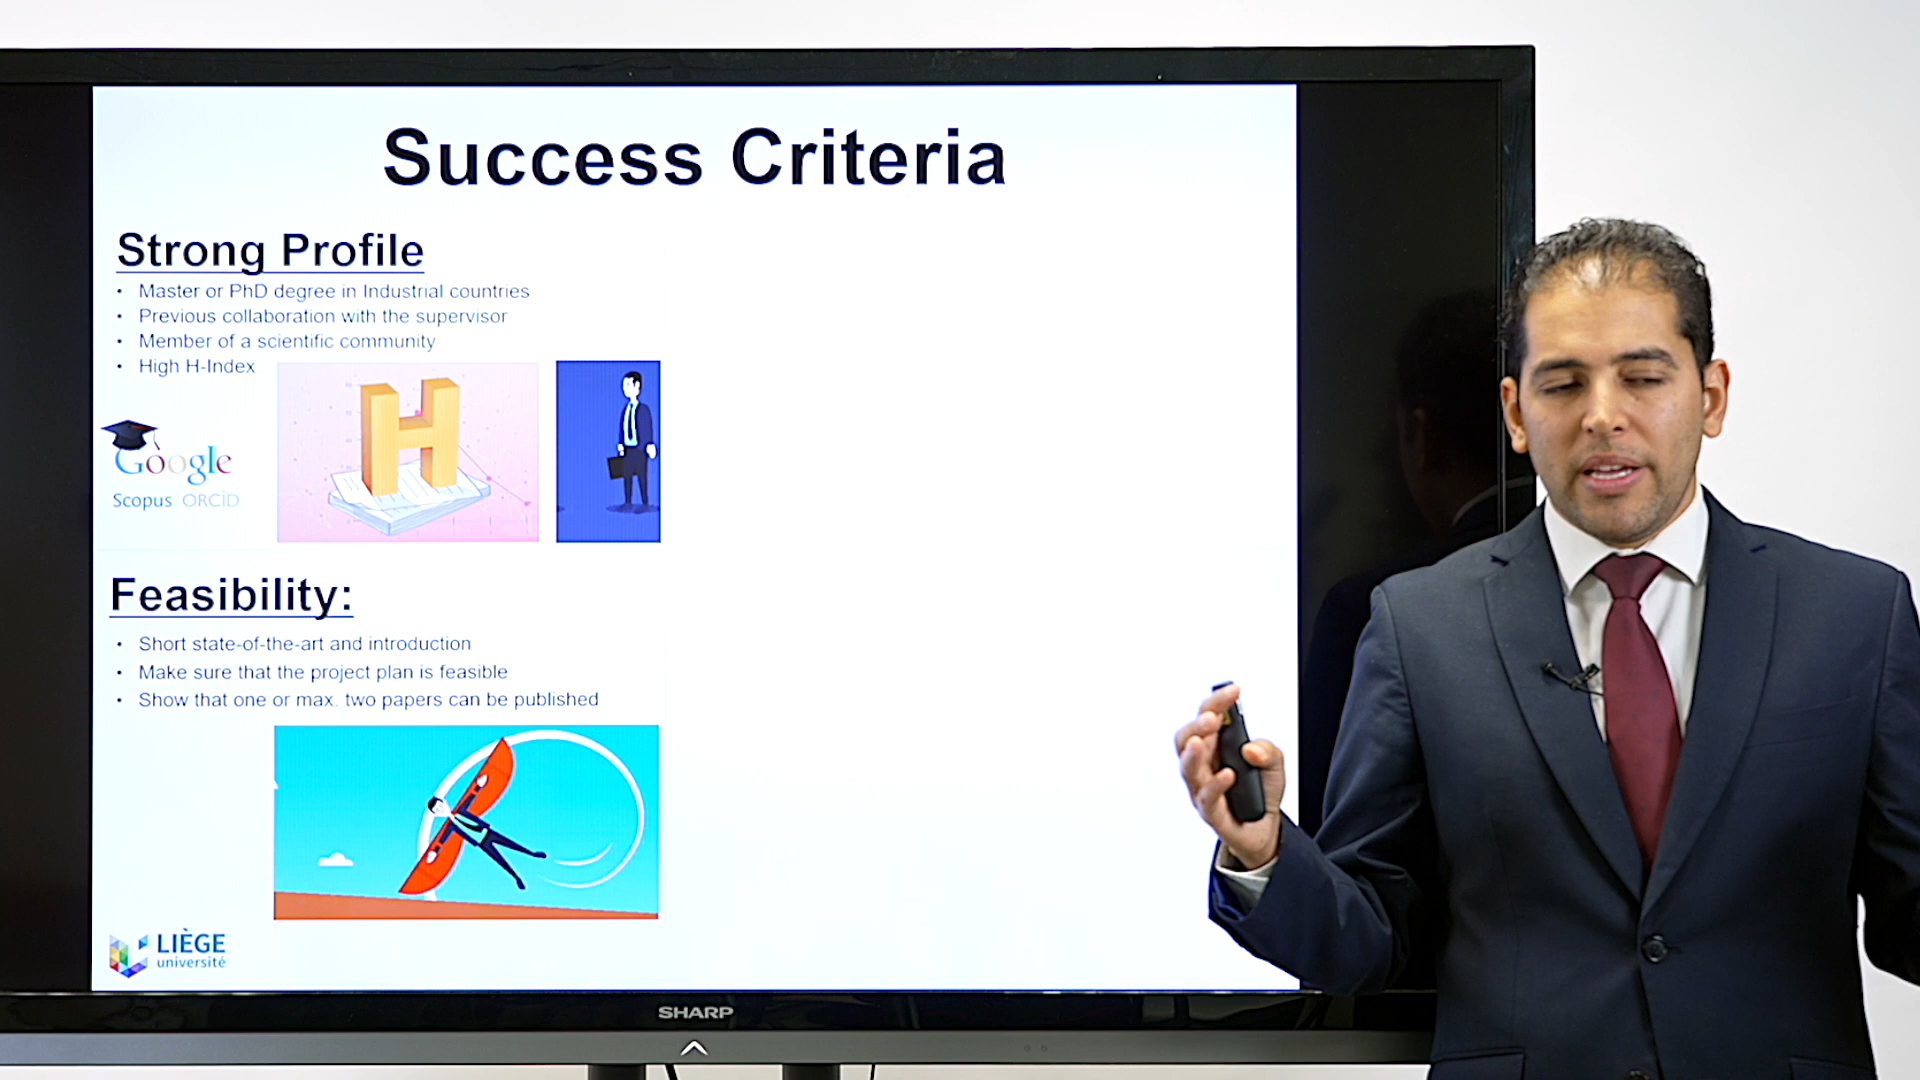 Success Criteria
Strong Profile
• Master or PhD degree in Industrial countries
• Previous collaboration with the supervisor
• Member of a scientific community
• High H-Index
H
Google
Scopus ORCID
Feasibility:
• Short state-of-the-art and introduction
• Make sure that the project plan is feasible
• Show that one or max. two papers can be published
LIÈGE
université
SHARP